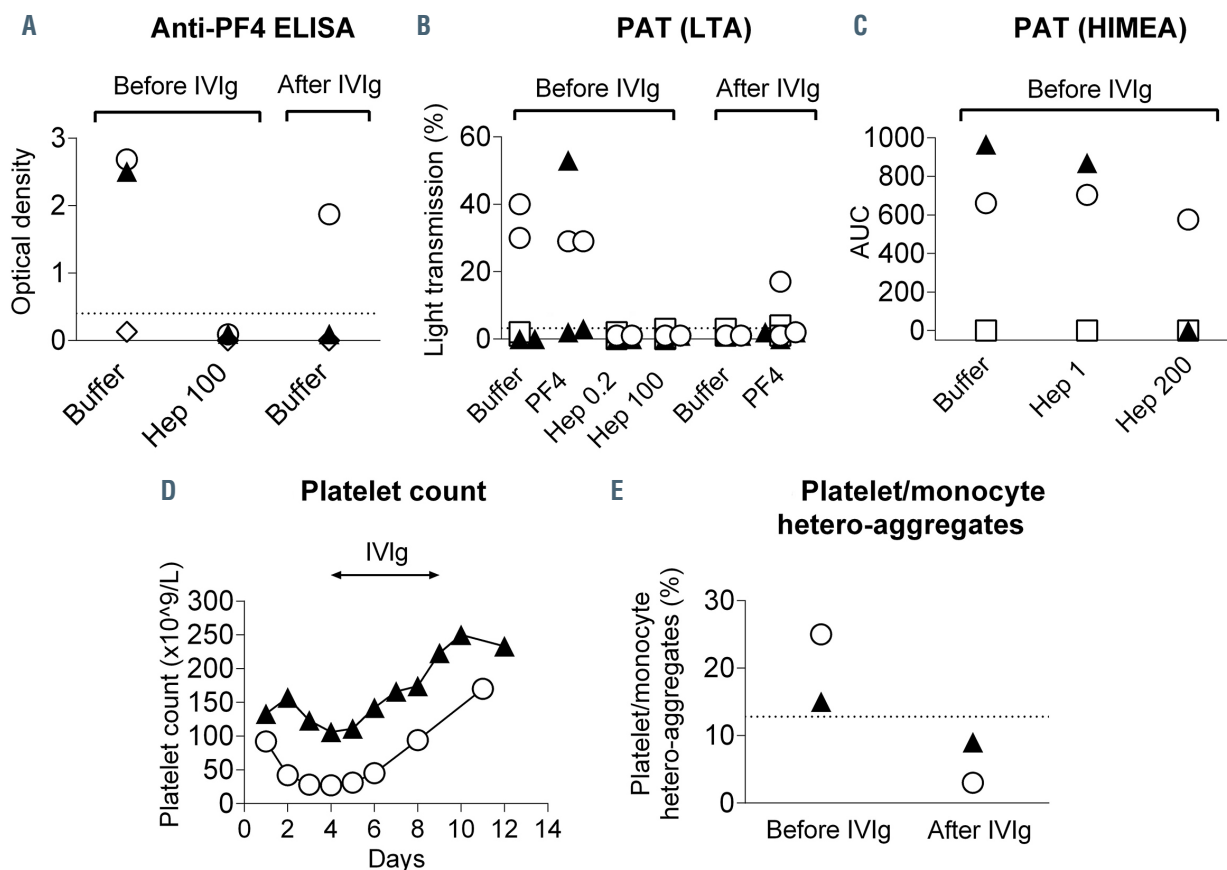 A Anti-PF4 ELISA
Before IVIg After IVIg
Optical density
3
2
1
0
Buffer
Hep 100
Buffer
B PAT (LTA)
Before IVIg After IVIg
Light transmission (%)
60
40
20
0
Buffer
PF4
Hep 0.2
Hep 100
Buffer
PF4
C PAT (HIMEA)
Before IVIg
AUC
1000
800
600
400
200
0
Buffer
Hep 1
Hep 200
D Platelet count
IVIg
Platelet count (x10^9/L)
300
250
200
150
100
50
0
0 2 4 6 8 10 12 14
Days
E Platelet/monocyte
hetero-aggregates
Platelet/monocyte
hetero-aggregates (%)
30
20
10
0
Before IVIg After IVIg